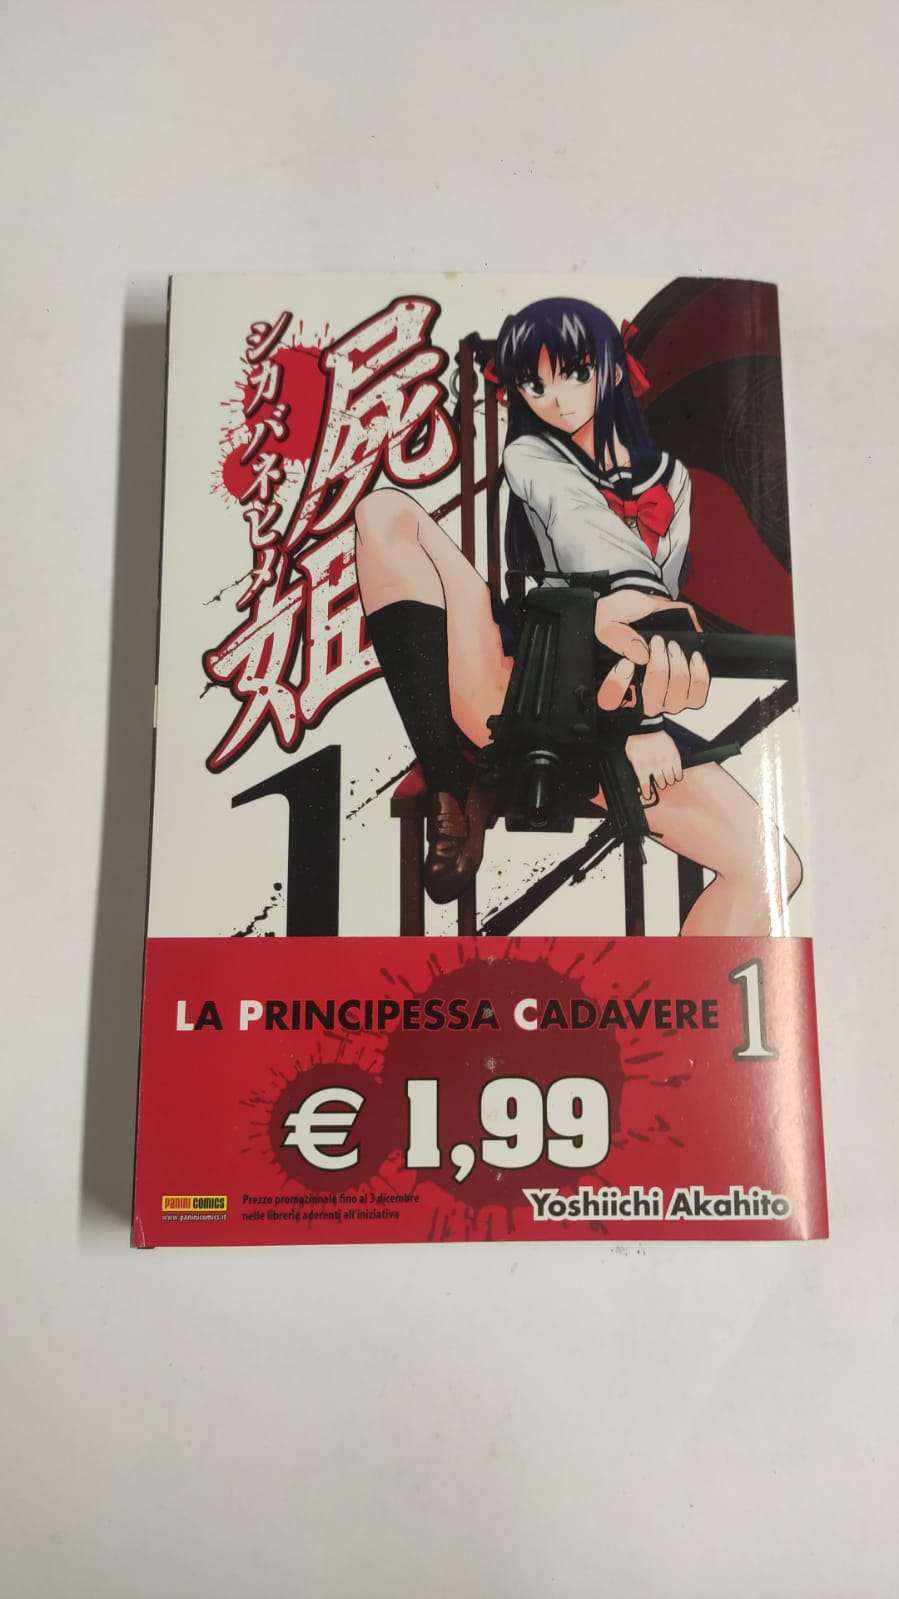 シカバネヒメ
屍姫
1
LA PRINCIPESSA CADAVERE 1
€ 1,99
PANINI COMICS
www.paninicomics.it
Prezzo promozionale fino al 3 dicembre
nelle librerie aderenti all'iniziativa
Yoshiichi Akahito